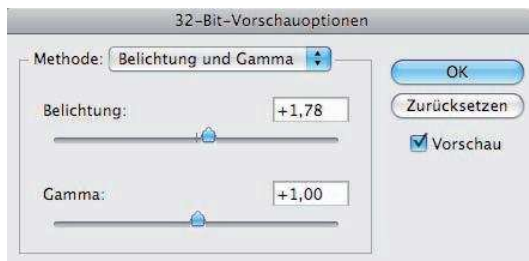 32-Bit-Vorschauoptionen
Methode: Belichtung und Gamma
OK
Belichtung: +1,78
Zurücksetzen
Vorschau
Gamma: +1,00